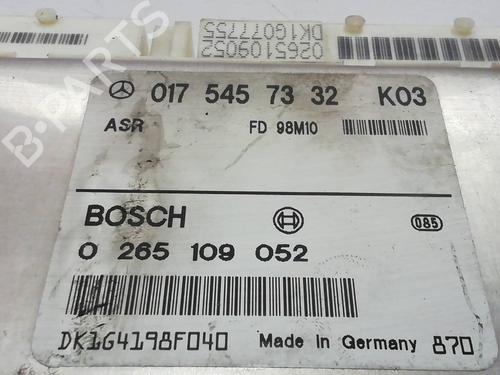 0265109052
DK1G077755
017 545 73 32 K03
ASR FD 98M10
BOSCH
085
0 265 109 052
DK1G4198F040 Made in Germany 870
B-PARTS